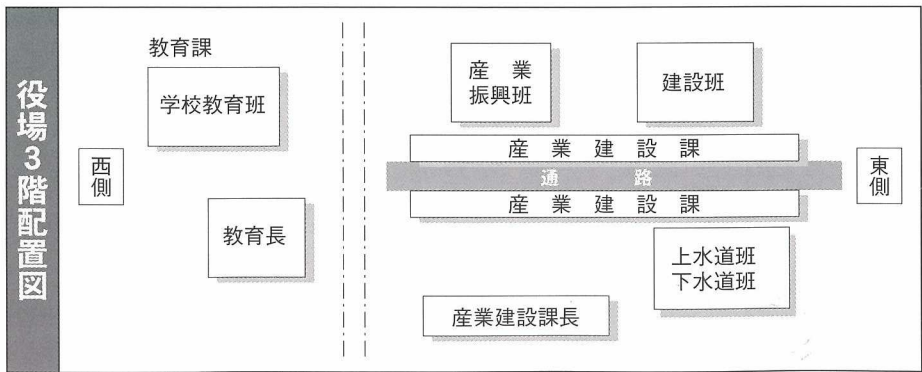 役場3階配置図
教育課
学校教育班
西側
教育長
産業
振興班
建設班
産業建設課
通路
産業建設課
東側
上水道班
下水道班
産業建設課長